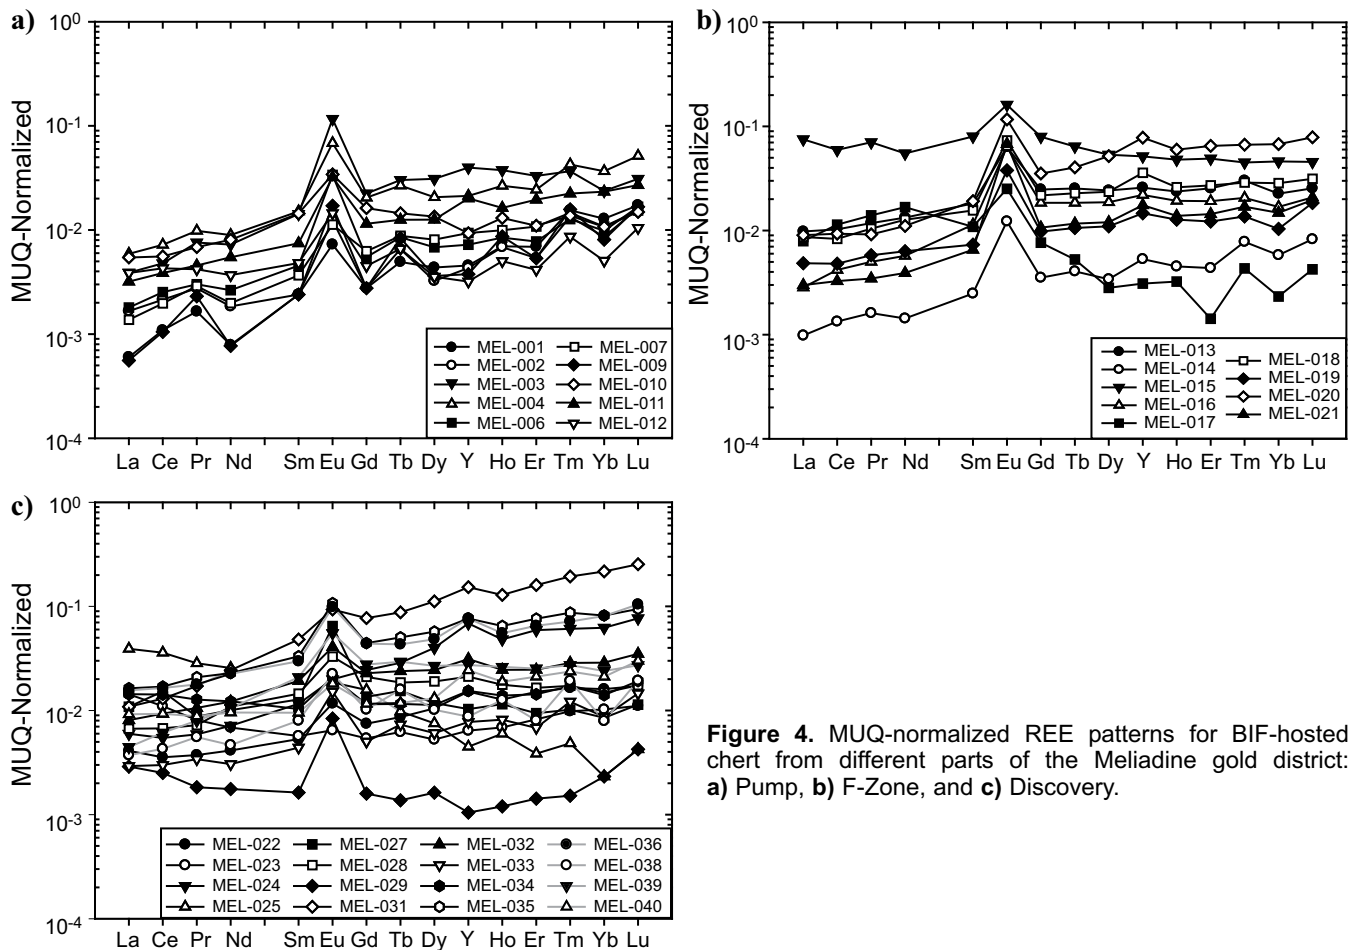 a)
MUQ-Normalized
10⁰
10⁻¹
10⁻²
10⁻³
10⁻⁴
La Ce Pr Nd Sm Eu Gd Tb Dy Y Ho Er Tm Yb Lu
MEL-001 MEL-007
MEL-002 MEL-009
MEL-003 MEL-010
MEL-004 MEL-011
MEL-006 MEL-012
b)
MUQ-Normalized
10⁰
10⁻¹
10⁻²
10⁻³
10⁻⁴
La Ce Pr Nd Sm Eu Gd Tb Dy Y Ho Er Tm Yb Lu
MEL-013
MEL-014
MEL-015
MEL-016
MEL-017
MEL-018
MEL-019
MEL-020
MEL-021
c)
MUQ-Normalized
10⁰
10⁻¹
10⁻²
10⁻³
10⁻⁴
La Ce Pr Nd Sm Eu Gd Tb Dy Y Ho Er Tm Yb Lu
MEL-022 MEL-027 MEL-032 MEL-036
MEL-023 MEL-028 MEL-033 MEL-038
MEL-024 MEL-029 MEL-034 MEL-039
MEL-025 MEL-031 MEL-035 MEL-040
Figure 4. MUQ-normalized REE patterns for BIF-hosted
chert from different parts of the Meliadine gold district:
a) Pump, b) F-Zone, and c) Discovery.